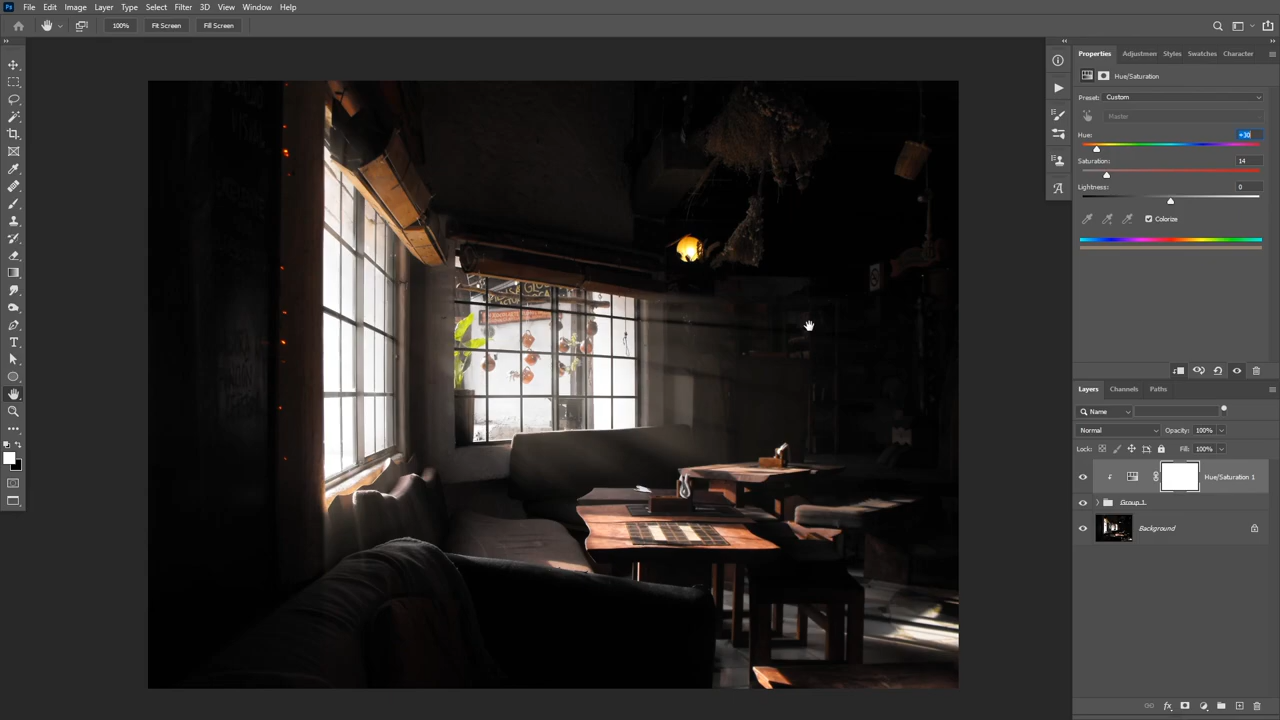 Ps File Edit Image Layer Type Select Filter 3D View Window Help
100% Fit Screen Fill Screen
Properties Adjustmen Styles Swatches Character
Hue/Saturation
Preset: Custom
Master
Hue: +30
Saturation: 14
Lightness: 0
Colorize
Layers Channels Paths
Name
Normal Opacity: 100%
Lock: Fill: 100%
Hue/Saturation 1
Group 1
Background